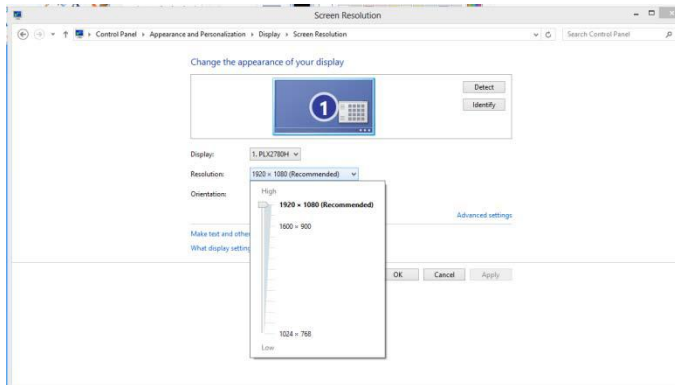 Screen Resolution
Control Panel Appearance and Personalization Display Screen Resolution
Search Control Panel
Change the appearance of your display
Detect
1
Identify
Display: 1. PLX2780H
Resolution: 1920 × 1080 (Recommended)
Orientation:
High
1920 × 1080 (Recommended)
Advanced settings
1600 × 900
Make text and othe
What display setting
OK Cancel Apply
1024 × 768
Low